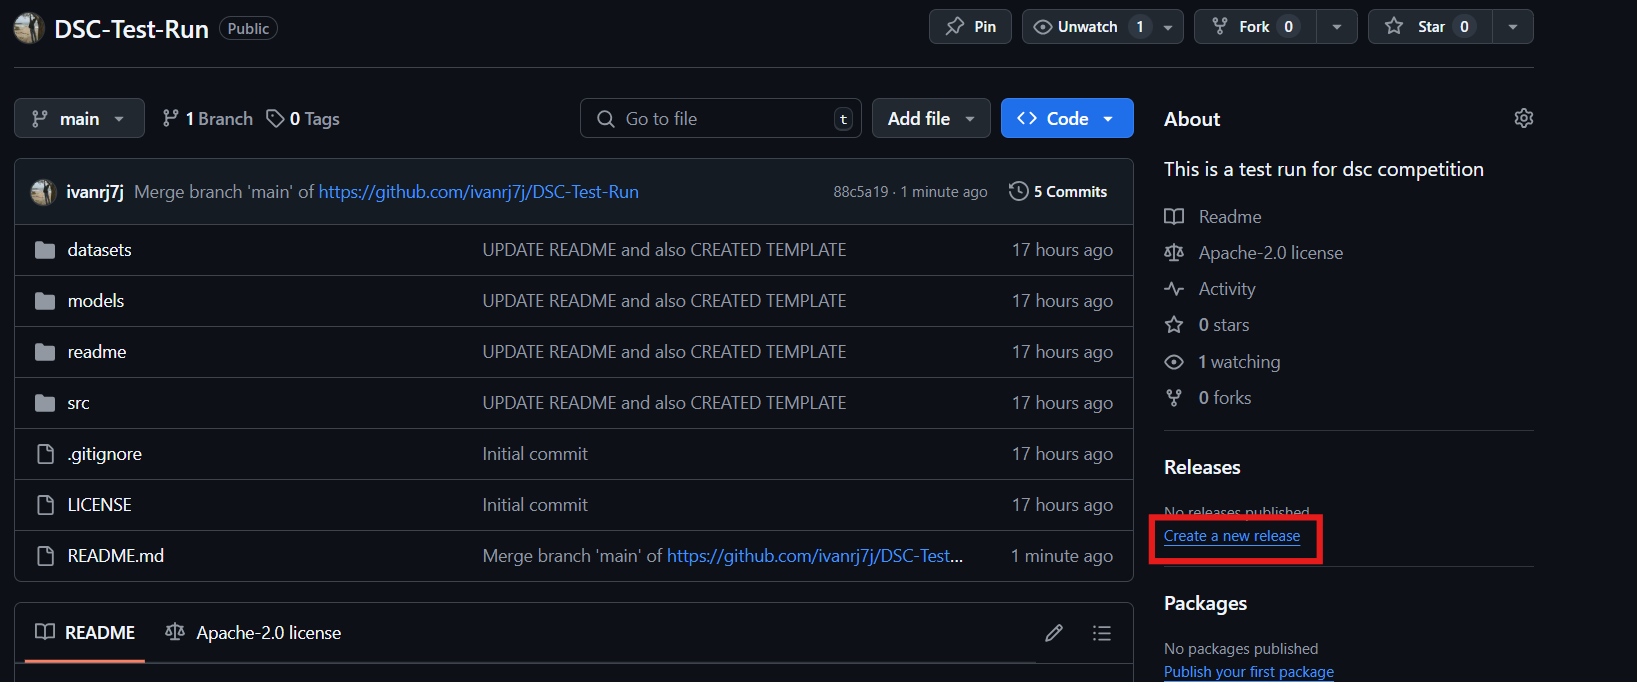 DSC-Test-Run Public Pin Unwatch 1 Fork 0 Star 0
main 1 Branch 0 Tags Go to file t Add file Code
ivanrj7j Merge branch 'main' of https://github.com/ivanrj7j/DSC-Test-Run 88c5a19 · 1 minute ago 5 Commits
datasets UPDATE README and also CREATED TEMPLATE 17 hours ago
models UPDATE README and also CREATED TEMPLATE 17 hours ago
readme UPDATE README and also CREATED TEMPLATE 17 hours ago
src UPDATE README and also CREATED TEMPLATE 17 hours ago
.gitignore Initial commit 17 hours ago
LICENSE Initial commit 17 hours ago
README.md Merge branch 'main' of https://github.com/ivanrj7j/DSC-Test... 1 minute ago
README Apache-2.0 license
About
This is a test run for dsc competition
Readme
Apache-2.0 license
Activity
0 stars
1 watching
0 forks
Releases
No releases published
Create a new release
Packages
No packages published
Publish your first package